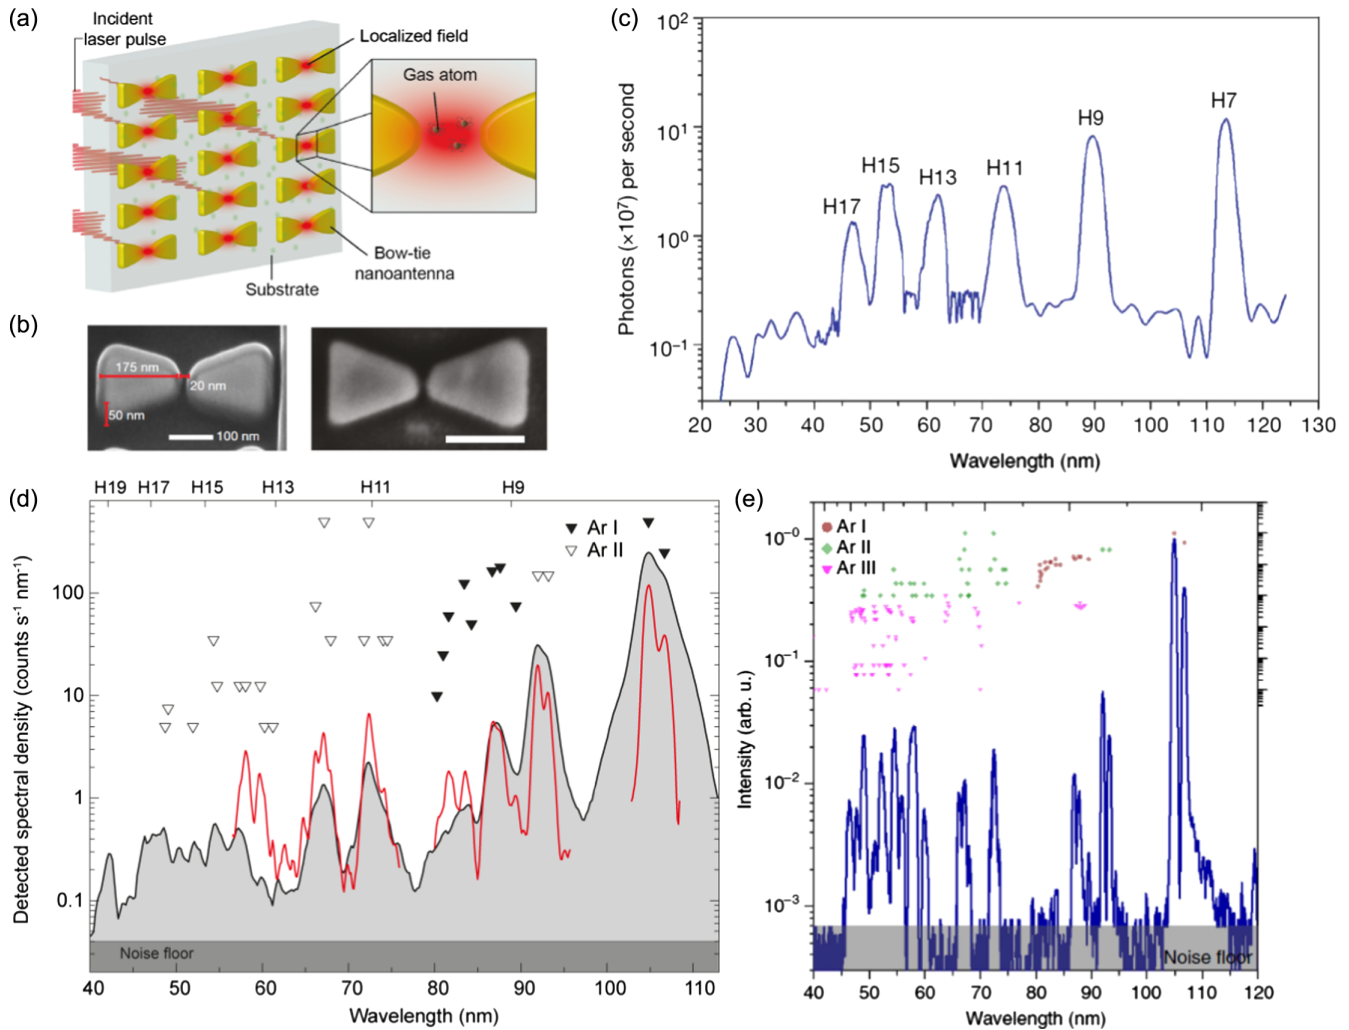 (a)
Incident
laser pulse
Localized field
Gas atom
Bow-tie
nanoantenna
Substrate
(b)
175 nm
20 nm
50 nm
100 nm
(c)
10²
10¹
10⁰
10⁻¹
Photons (×10⁷) per second
H17
H15
H13
H11
H9
H7
20 30 40 50 60 70 80 90 100 110 120 130
Wavelength (nm)
(d)
H19 H17 H15 H13 H11 H9
Ar I
Ar II
100
10
1
0.1
Detected spectral density (counts s⁻¹ nm⁻¹)
Noise floor
40 50 60 70 80 90 100
Wavelength (nm)
(e)
Ar I
Ar II
Ar III
10⁻⁰
10⁻¹
10⁻²
10⁻³
Intensity (arb. u.)
Noise floor
40 50 60 70 80 90 100 110 120
Wavelength (nm)